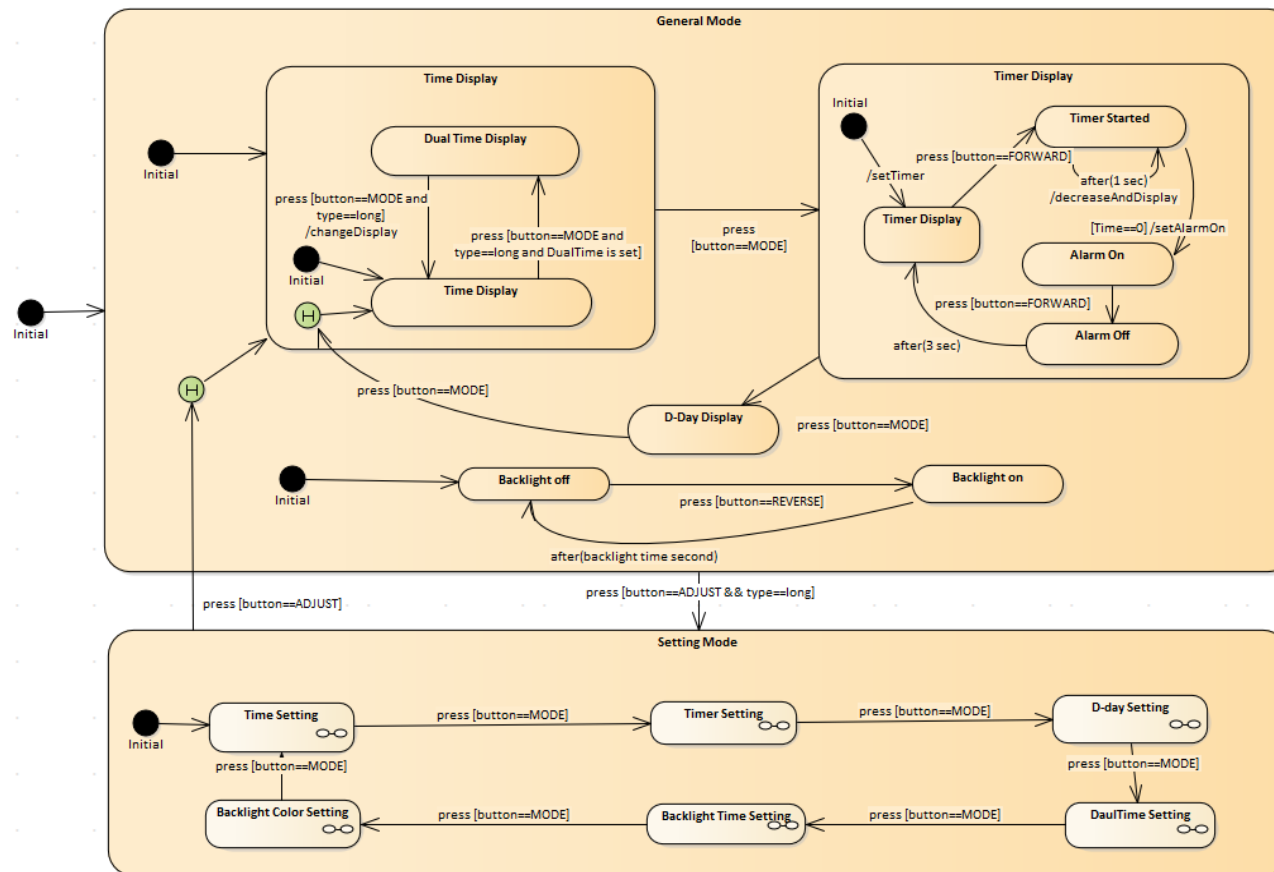 General Mode
Time Display
Timer Display
Initial
Dual Time Display
Timer Started
Initial
press [button==FORWARD]
/setTimer
after(1 sec)
/decreaseAndDisplay
press [button==MODE and
type==long]
/changeDisplay
Timer Display
press
[button==MODE]
press [button==MODE and
type==long and DualTime is set]
[Time==0] /setAlarmOn
Initial
Alarm On
Time Display
press [button==FORWARD]
Initial
H
Alarm Off
after(3 sec)
H
press [button==MODE]
D-Day Display
press [button==MODE]
Backlight off
Backlight on
Initial
press [button==REVERSE]
after(backlight time second)
press [button==ADJUST]
press [button==ADJUST && type==long]
Setting Mode
Time Setting
press [button==MODE]
Timer Setting
press [button==MODE]
D-day Setting
Initial
press [button==MODE]
press [button==MODE]
Backlight Color Setting
press [button==MODE]
Backlight Time Setting
press [button==MODE]
DaulTime Setting